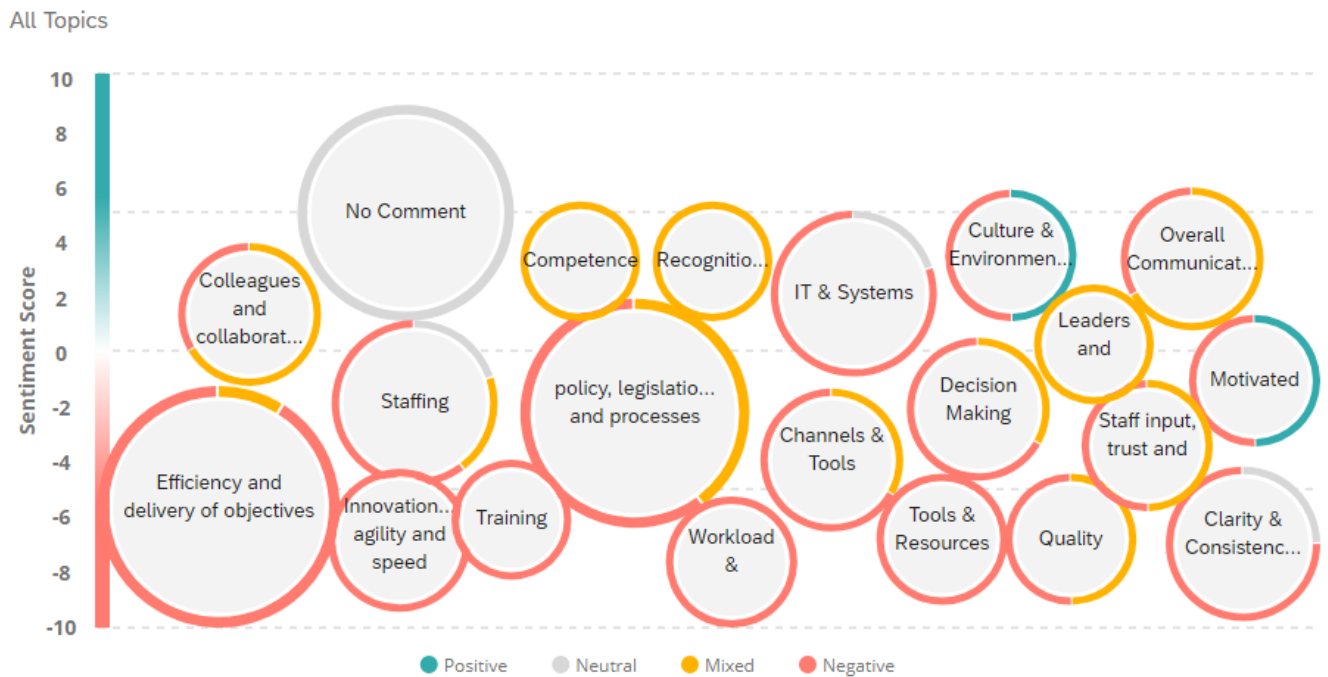 All Topics
10
8
6
4
2
0
-2
-4
-6
-8
-10
Sentiment Score
No Comment
Colleagues
and
collaborat...
Competence
Recognitio...
IT & Systems
Culture &
Environmen...
Overall
Communicat...
Leaders
and
Motivated
Staffing
policy, legislatio...
and processes
Decision
Making
Channels &
Tools
Staff input,
trust and
Efficiency and
delivery of objectives
Innovation...
agility and
speed
Training
Workload
&
Tools &
Resources
Quality
Clarity &
Consistenc...
Positive
Neutral
Mixed
Negative